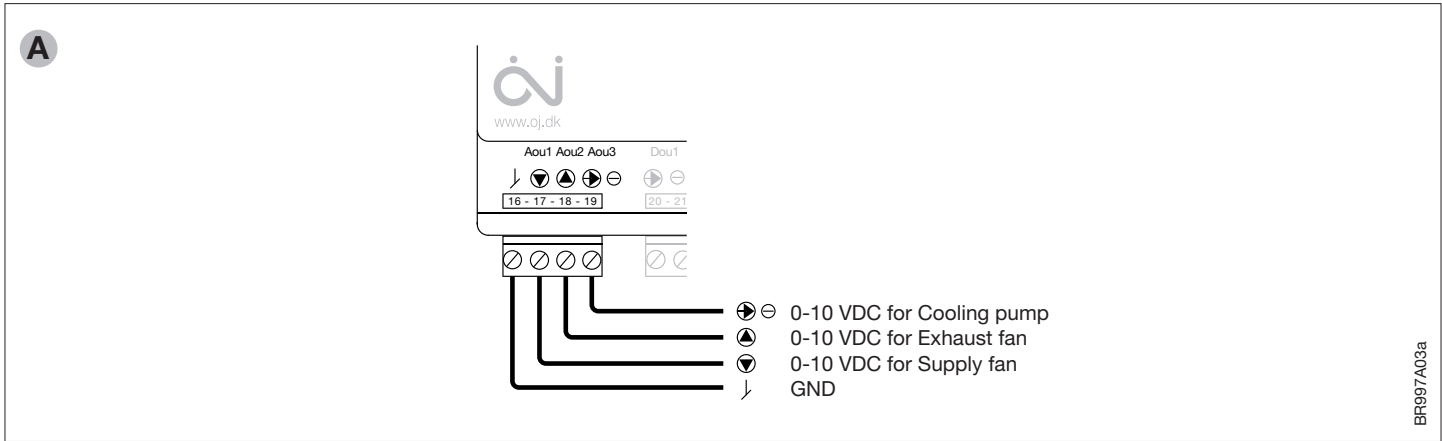 A
OJ
www.oj.dk
Aou1 Aou2 Aou3 Dou1
16 - 17 - 18 - 19 20 - 21
0-10 VDC for Cooling pump
0-10 VDC for Exhaust fan
0-10 VDC for Supply fan
GND
BR997A03a